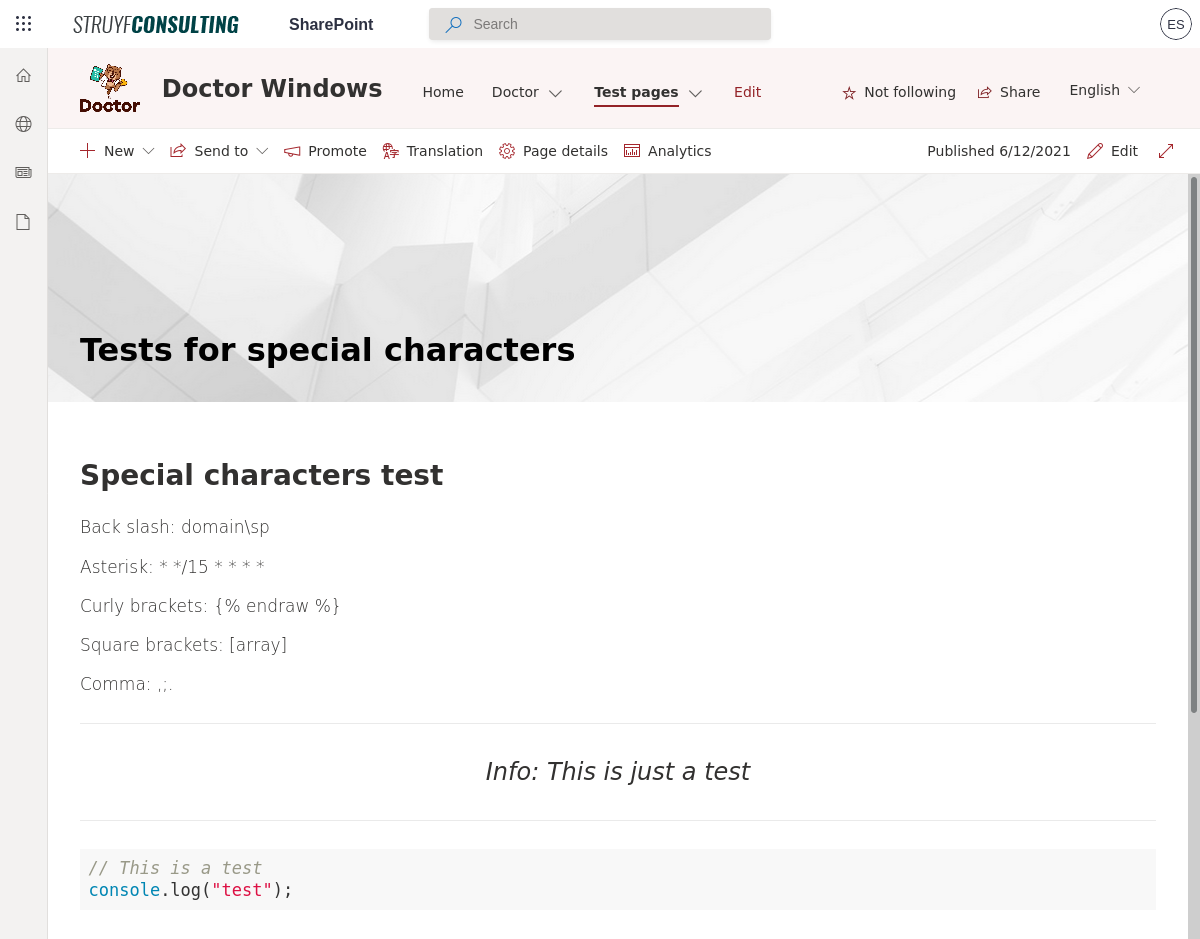 STRUYFCONSULTING SharePoint Search ES
Doctor
Doctor Windows Home Doctor Test pages Edit Not following Share English
New Send to Promote Translation Page details Analytics Published 6/12/2021 Edit
Tests for special characters
Special characters test
Back slash: domain\sp
Asterisk: * */15 * * * *
Curly brackets: {% endraw %}
Square brackets: [array]
Comma: ,;.
Info: This is just a test
// This is a test
console.log("test");